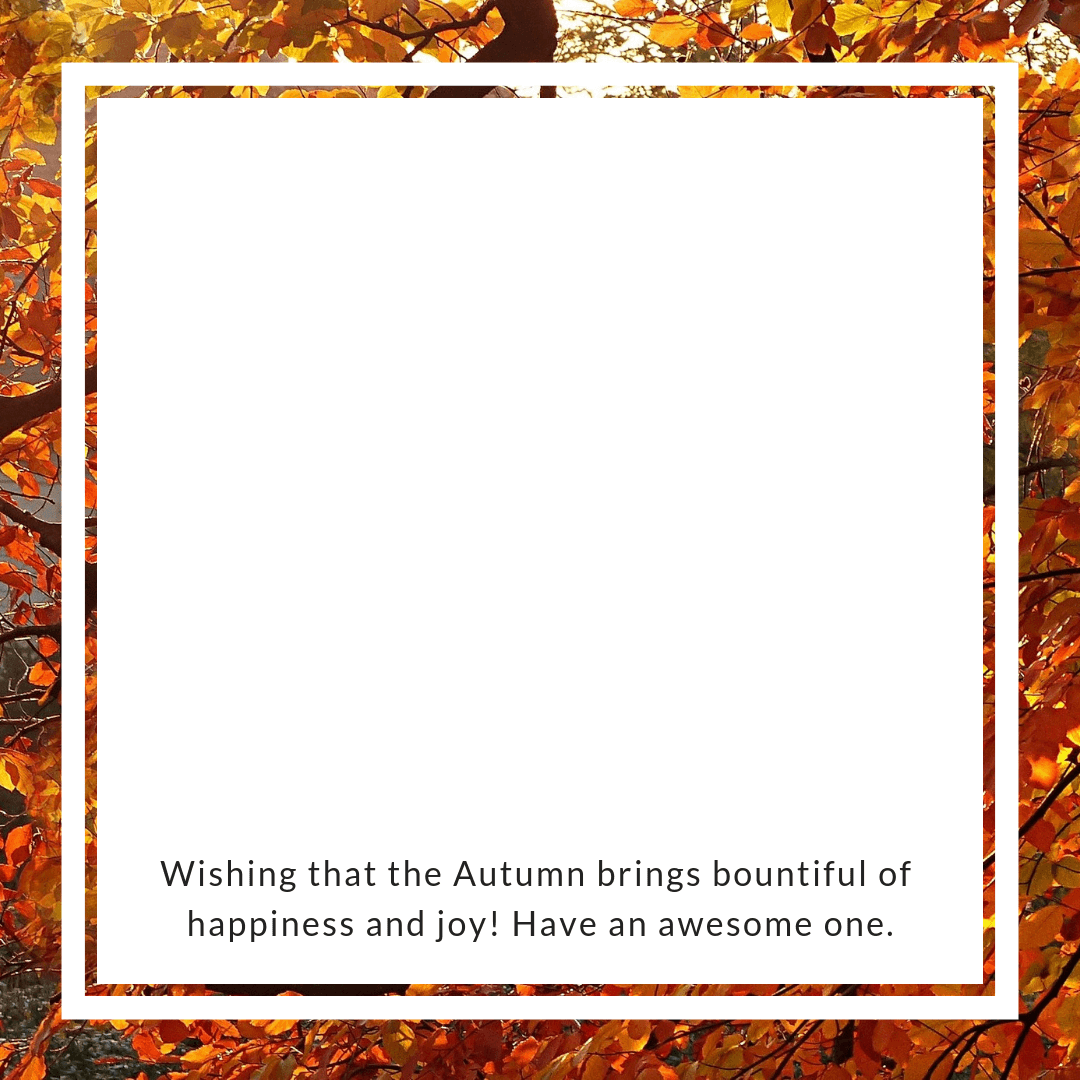 Wishing that the Autumn brings bountiful of
happiness and joy! Have an awesome one.